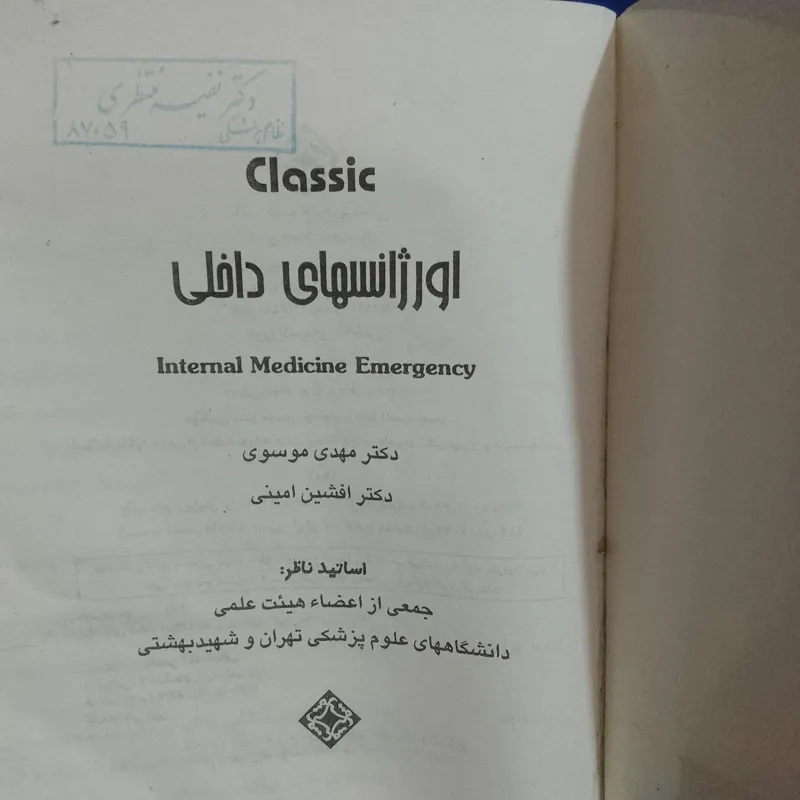 دکتر نفیسه منتظری
نظام پزشکی
۸۷۰۵۹
Classic
اورژانسهای داخلی
Internal Medicine Emergency
دکتر مهدی موسوی
دکتر افشین امینی
اساتید ناظر:
جمعی از اعضاء هیئت علمی
دانشگاههای علوم پزشکی تهران و شهیدبهشتی